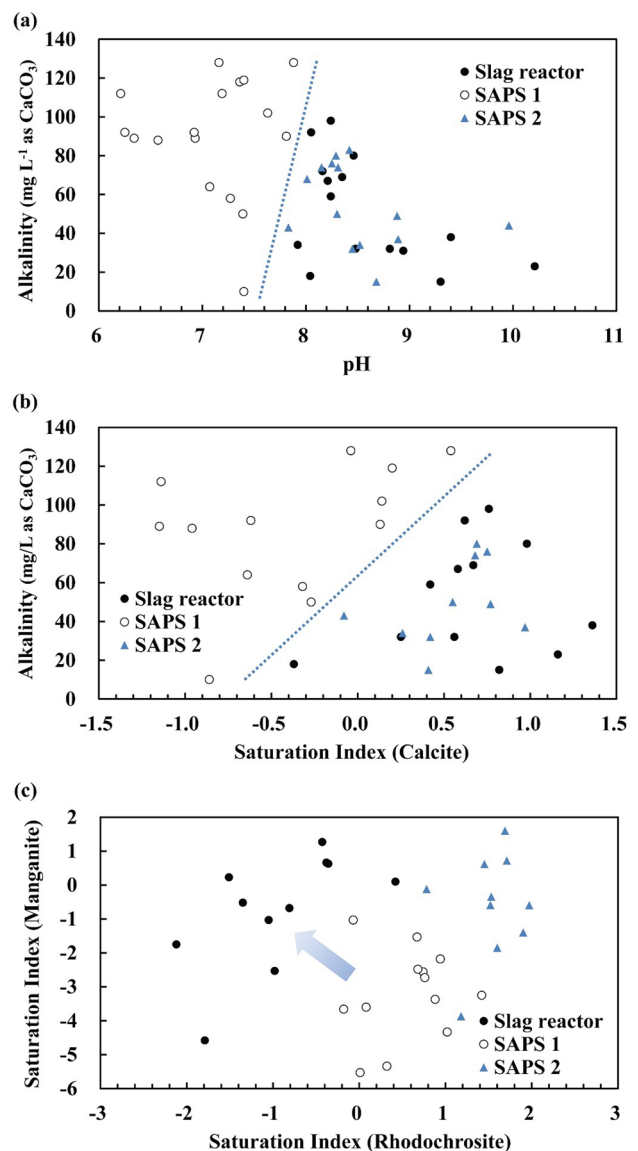 (a)
140
120
100
80
60
40
20
0
Alkalinity (mg L⁻¹ as CaCO₃)
Slag reactor
SAPS 1
SAPS 2
6 7 8 9 10 11
pH
(b)
140
120
100
80
60
40
20
0
Alkalinity (mg/L as CaCO₃)
Slag reactor
SAPS 1
SAPS 2
-1.5 -1.0 -0.5 0.0 0.5 1.0 1.5
Saturation Index (Calcite)
(c)
2
1
0
-1
-2
-3
-4
-5
-6
Saturation Index (Manganite)
Slag reactor
SAPS 1
SAPS 2
-3 -2 -1 0 1 2 3
Saturation Index (Rhodochrosite)